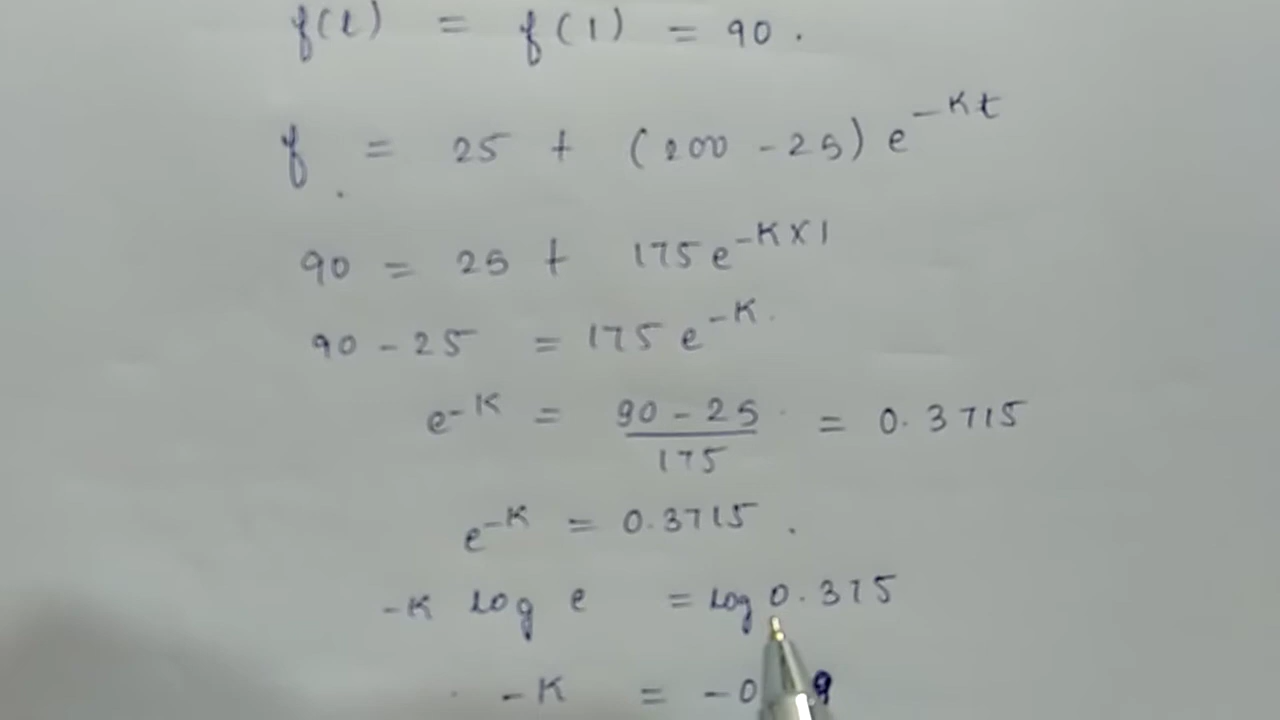 f(t) = f(1) = 90.
f = 25 + (200 - 25) e^-Kt
90 = 25 + 175 e^-K×1
90 - 25 = 175 e^-K.
e^-K = 90 - 25 / 175 = 0.3715
e^-K = 0.3715.
-K log e = log 0.375
-K = -0